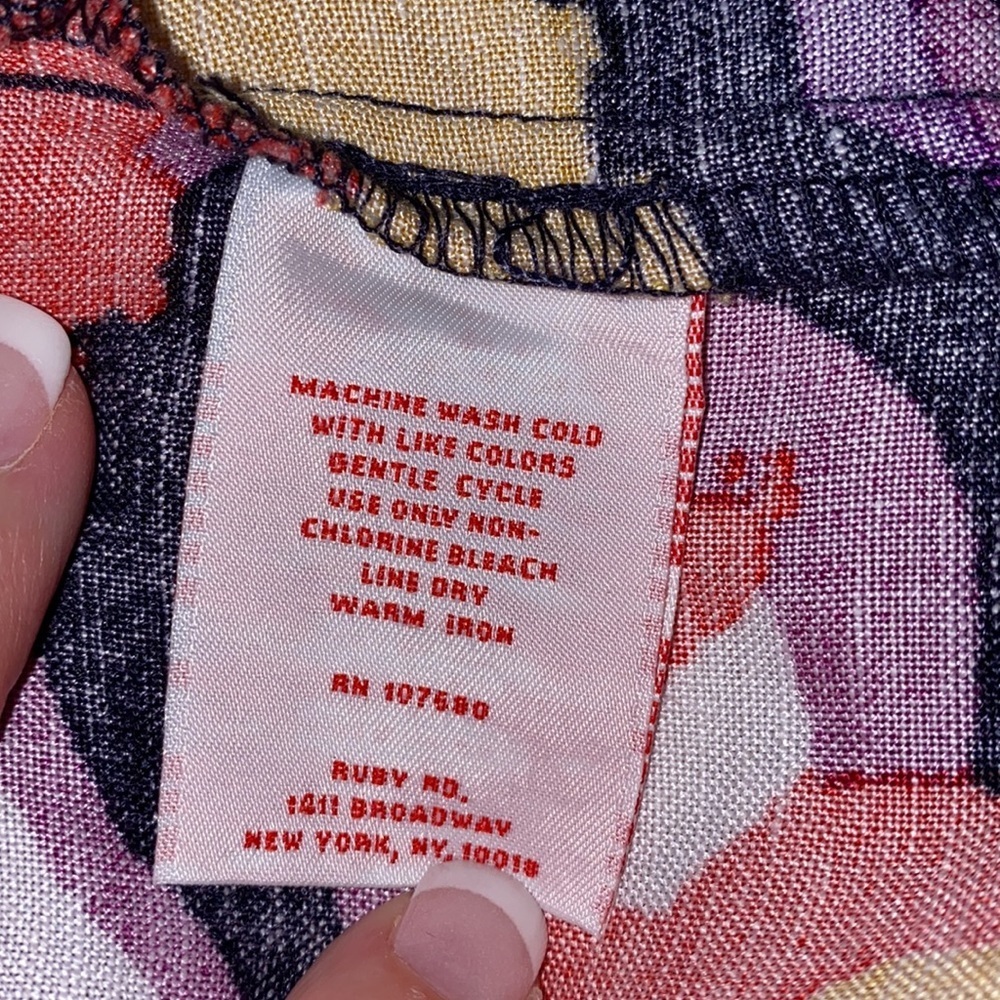 MACHINE WASH COLD
WITH LIKE COLORS
GENTLE CYCLE
USE ONLY NON-
CHLORINE BLEACH
LINE DRY
WARM IRON
RN 107680
RUBY RD.
1411 BROADWAY
NEW YORK, NY, 10018